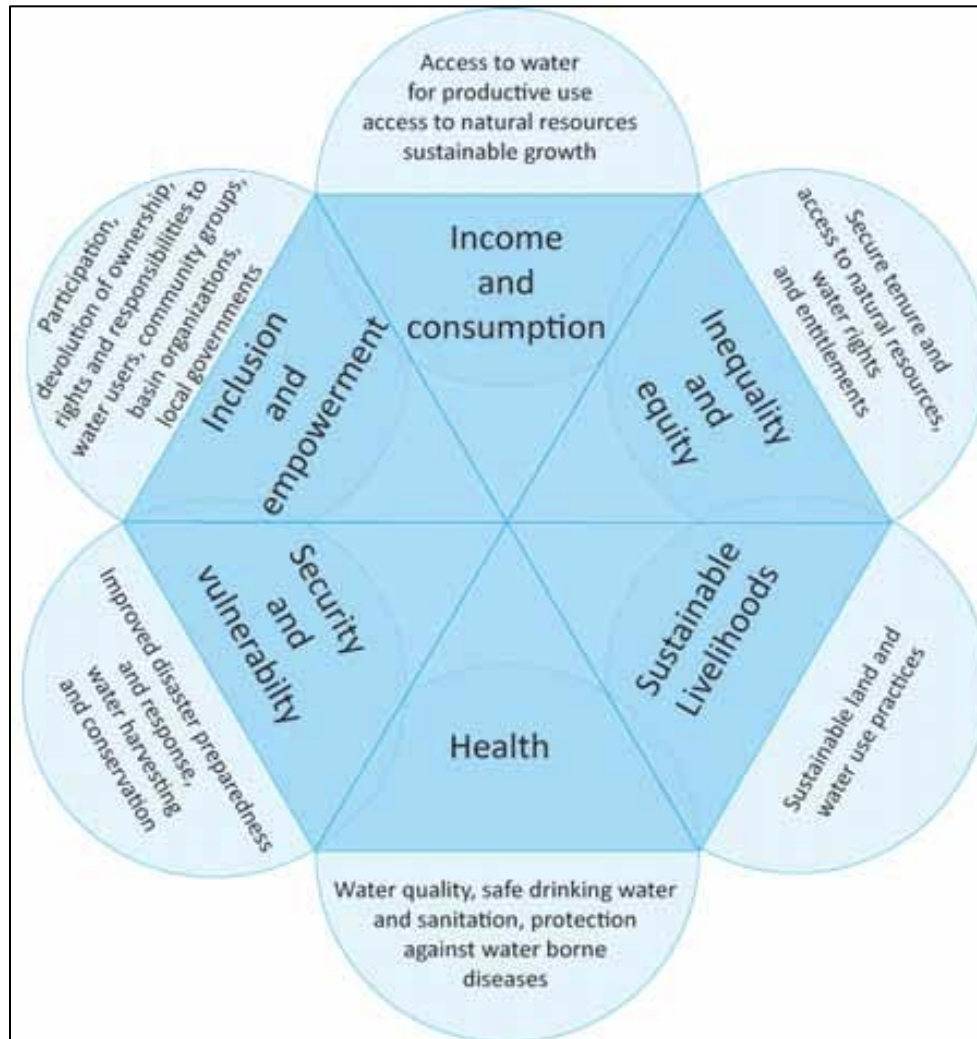 Access to water
for productive use
access to natural resources
sustainable growth
Income
and
consumption
Secure tenure and
access to natural resources,
water rights
and entitlements
Inequality
and
equity
Sustainable
Livelihoods
Sustainable land and
water use practices
Health
Water quality, safe drinking water
and sanitation, protection
against water borne
diseases
Security
and
vulnerabilty
Improved disaster preparedness
and response,
water harvesting
and conservation
Participation,
devolution of ownership,
rights and responsibilities to
water users, community groups,
basin organizations,
local governments
Inclusion
and
empowerment